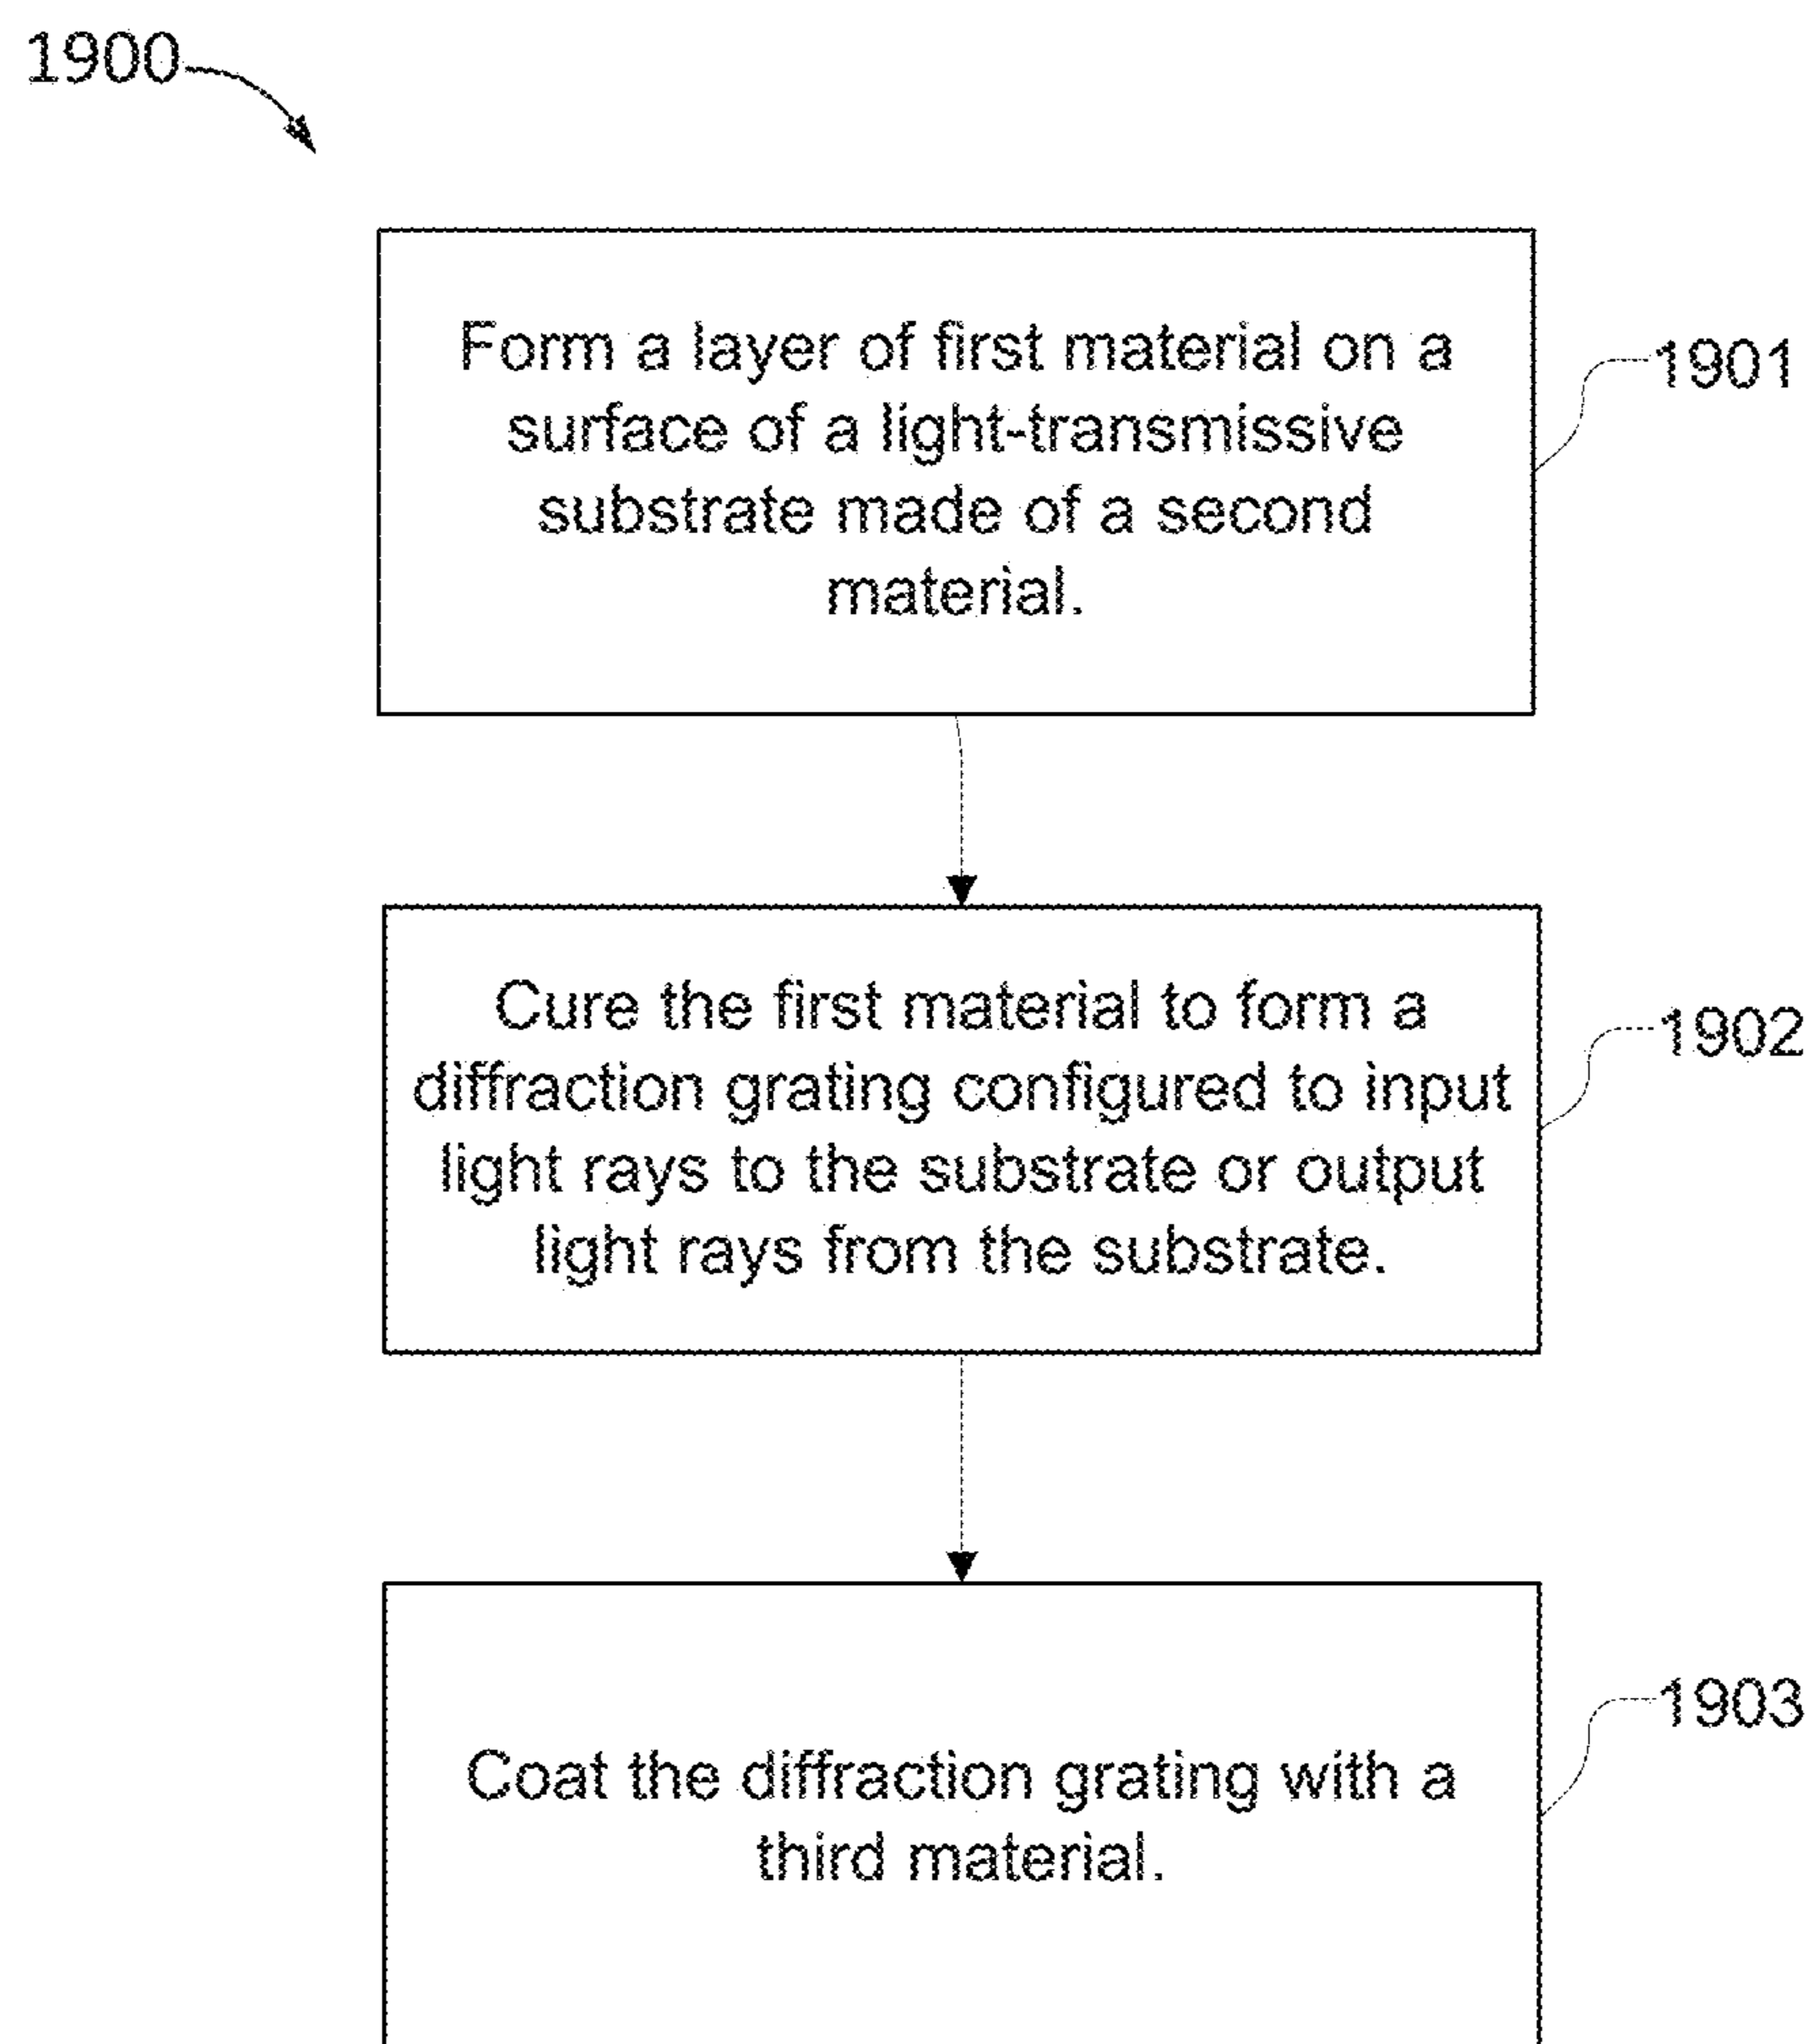 1900
Form a layer of first material on a
surface of a light-transmissive
substrate made of a second
material.
1901
Cure the first material to form a
diffraction grating configured to input
light rays to the substrate or output
light rays from the substrate.
1902
Coat the diffraction grating with a
third material.
1903